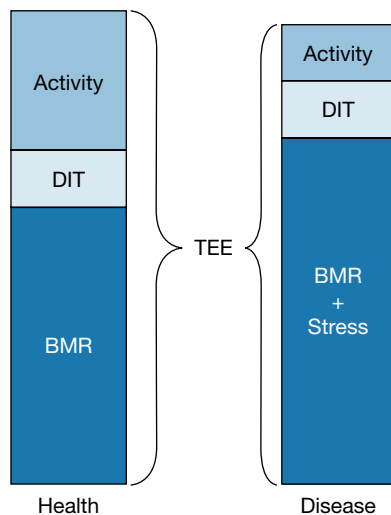 Activity
DIT
BMR
Health
TEE
Activity
DIT
BMR
+
Stress
Disease